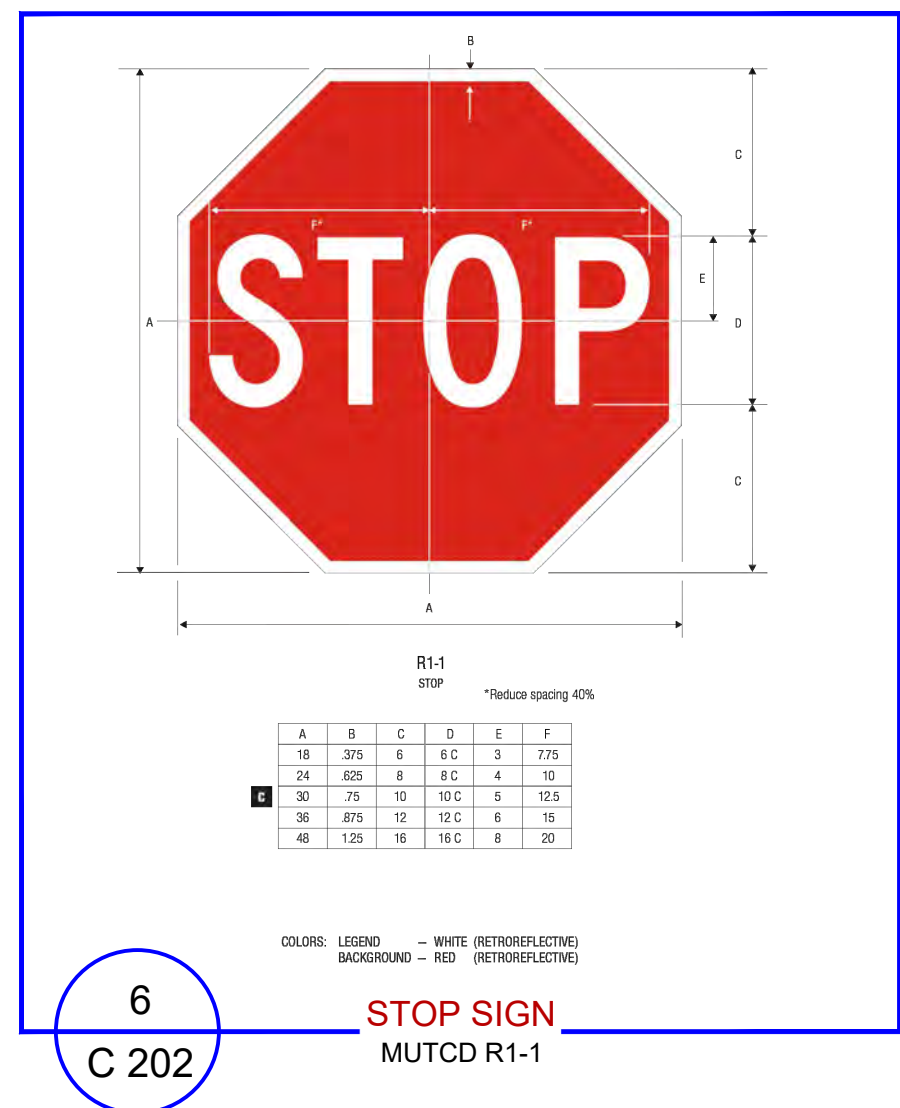 B
C
F*
F*
STOP
E
A
D
C
A
R1-1
STOP
*Reduce spacing 40%
A B C D E F
18 .375 6 6 C 3 7.75
24 .625 8 8 C 4 10
C 30 .75 10 10 C 5 12.5
36 .875 12 12 C 6 15
48 1.25 16 16 C 8 20
COLORS: LEGEND – WHITE (RETROREFLECTIVE)
BACKGROUND – RED (RETROREFLECTIVE)
6
C 202
STOP SIGN
MUTCD R1-1